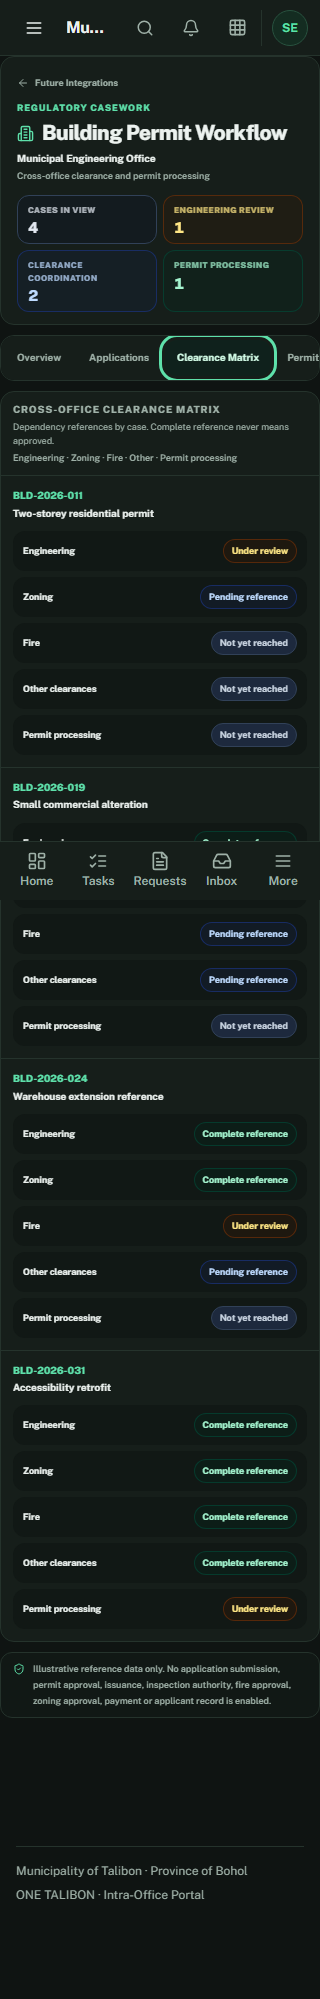 Mu...
SE
Future Integrations
REGULATORY CASEWORK
Building Permit Workflow
Municipal Engineering Office
Cross-office clearance and permit processing
CASES IN VIEW
4
ENGINEERING REVIEW
1
CLEARANCE
COORDINATION
2
PERMIT PROCESSING
1
Overview
Applications
Clearance Matrix
Permit
CROSS-OFFICE CLEARANCE MATRIX
Dependency references by case. Complete reference never means
approved.
Engineering · Zoning · Fire · Other · Permit processing
BLD-2026-011
Two-storey residential permit
Engineering
Under review
Zoning
Pending reference
Fire
Not yet reached
Other clearances
Not yet reached
Permit processing
Not yet reached
BLD-2026-019
Small commercial alteration
Home
Tasks
Requests
Inbox
More
Fire
Pending reference
Other clearances
Pending reference
Permit processing
Not yet reached
BLD-2026-024
Warehouse extension reference
Engineering
Complete reference
Zoning
Complete reference
Fire
Under review
Other clearances
Pending reference
Permit processing
Not yet reached
BLD-2026-031
Accessibility retrofit
Engineering
Complete reference
Zoning
Complete reference
Fire
Complete reference
Other clearances
Complete reference
Permit processing
Under review
Illustrative reference data only. No application submission,
permit approval, issuance, inspection authority, fire approval,
zoning approval, payment or applicant record is enabled.
Municipality of Talibon · Province of Bohol
ONE TALIBON · Intra-Office Portal